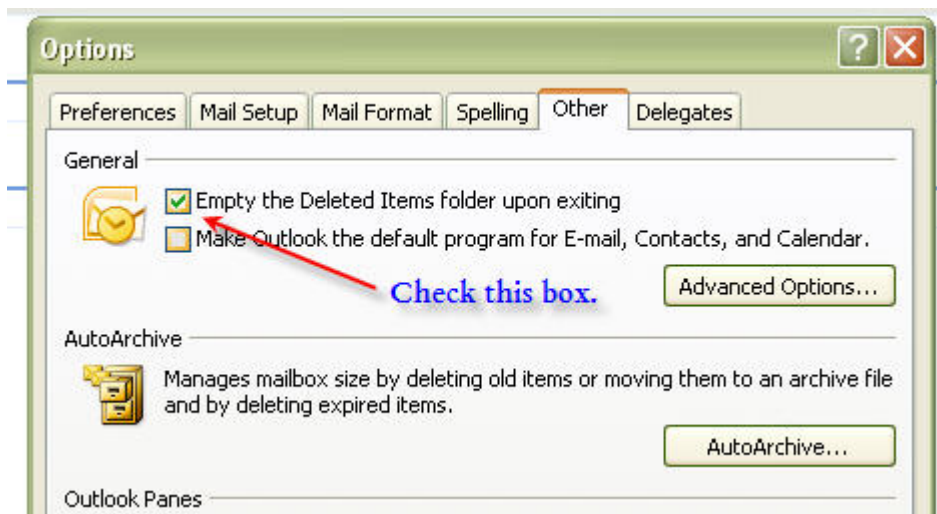 Options
?
Preferences Mail Setup Mail Format Spelling Other Delegates
General
Empty the Deleted Items folder upon exiting
Make Outlook the default program for E-mail, Contacts, and Calendar.
Check this box.
Advanced Options...
AutoArchive
Manages mailbox size by deleting old items or moving them to an archive file
and by deleting expired items.
AutoArchive...
Outlook Panes